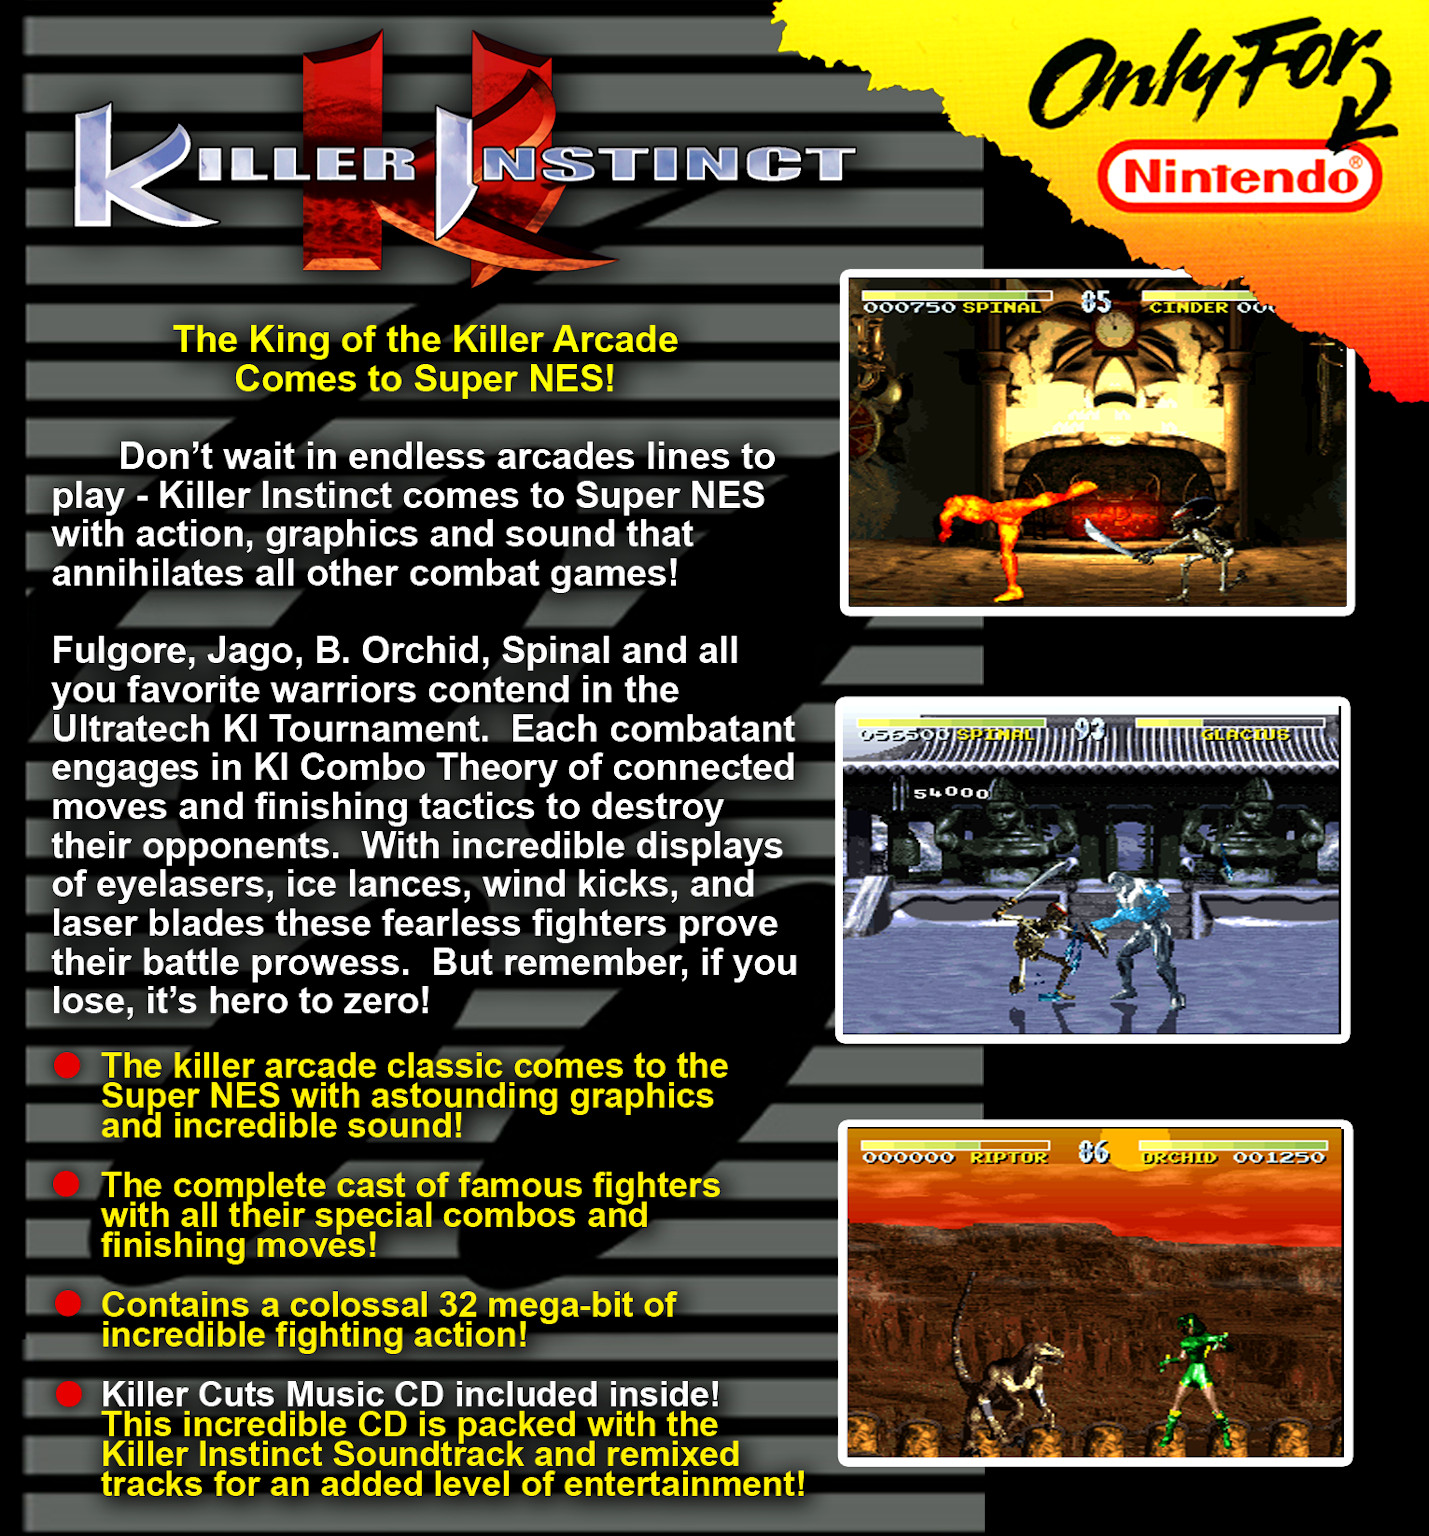 Only For
Nintendo®
KILLER INSTINCT
The King of the Killer Arcade
Comes to Super NES!
Don't wait in endless arcades lines to
play - Killer Instinct comes to Super NES
with action, graphics and sound that
annihilates all other combat games!
Fulgore, Jago, B. Orchid, Spinal and all
you favorite warriors contend in the
Ultratech KI Tournament.  Each combatant
engages in KI Combo Theory of connected
moves and finishing tactics to destroy
their opponents.  With incredible displays
of eyelasers, ice lances, wind kicks, and
laser blades these fearless fighters prove
their battle prowess.  But remember, if you
lose, it's hero to zero!
The killer arcade classic comes to the
Super NES with astounding graphics
and incredible sound!
The complete cast of famous fighters
with all their special combos and
finishing moves!
Contains a colossal 32 mega-bit of
incredible fighting action!
Killer Cuts Music CD included inside!
This incredible CD is packed with the
Killer Instinct Soundtrack and remixed
tracks for an added level of entertainment!
85
000750 SPINAL CINDER
93
056500 SPINAL GLACIUS
54000
86
000000 RIPTOR ORCHID 001250